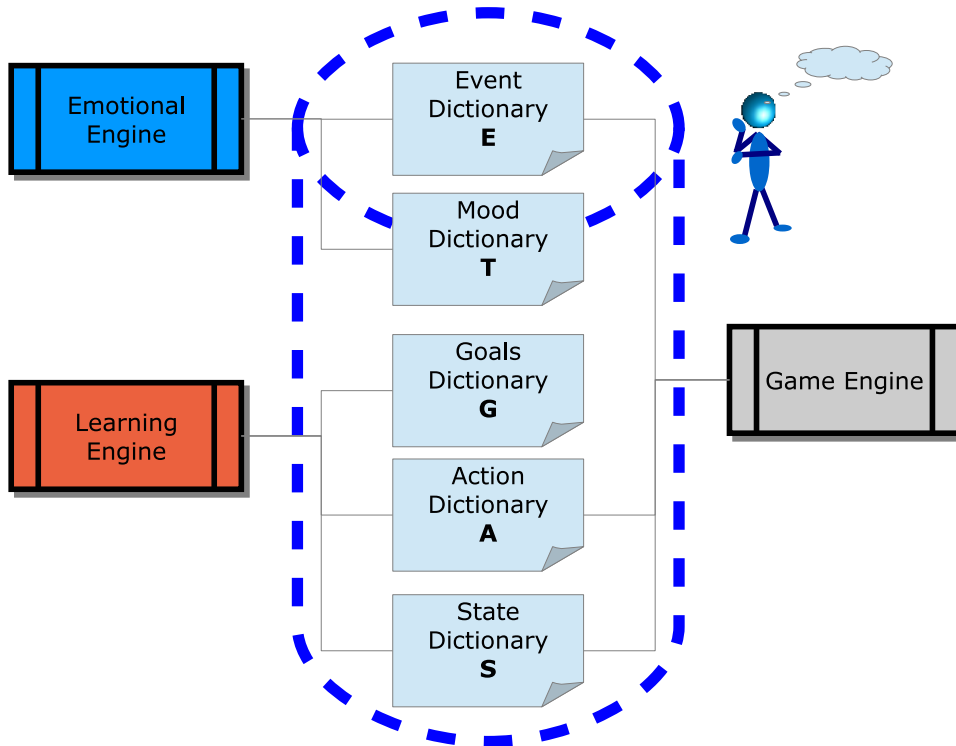 Emotional
Engine
Event
Dictionary
E
Mood
Dictionary
T
Goals
Dictionary
G
Game Engine
Learning
Engine
Action
Dictionary
A
State
Dictionary
S